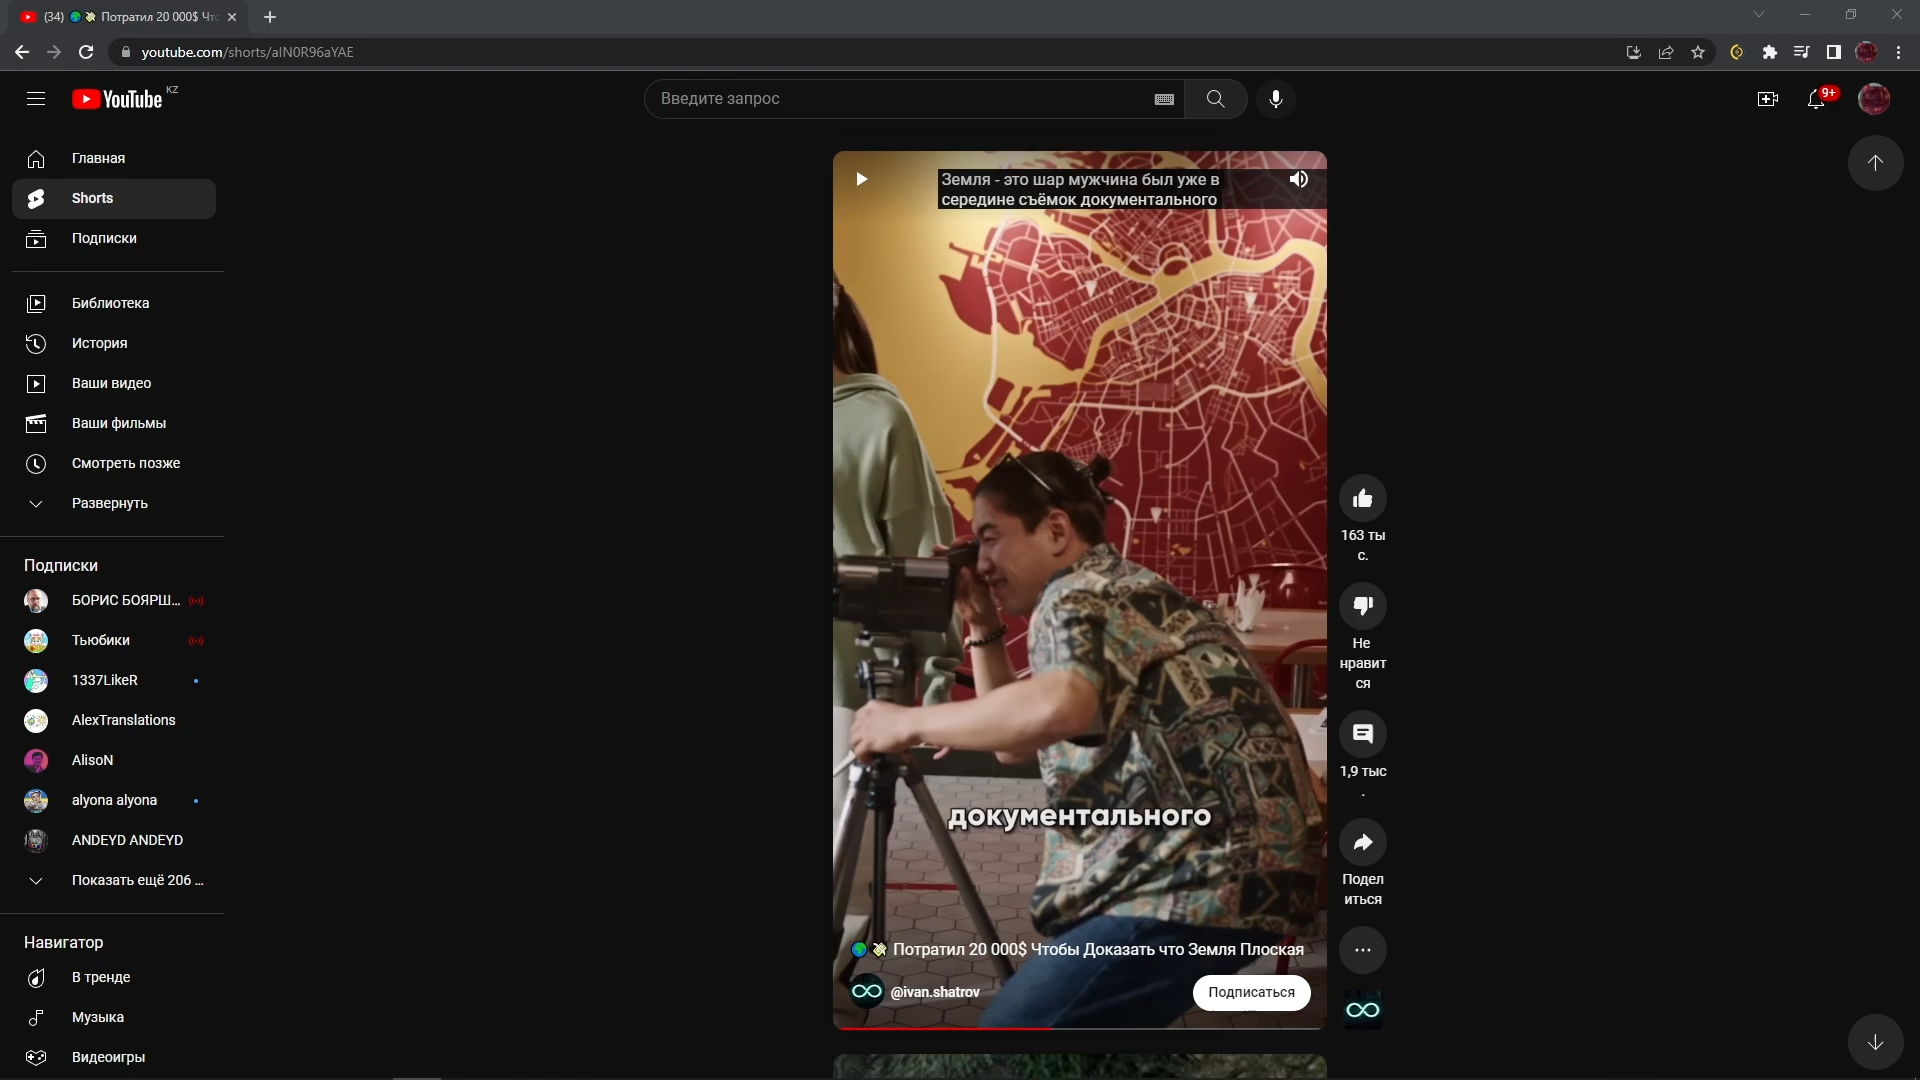 (34) 🌍 💸 Потратил 20 000$ Что
youtube.com/shorts/alN0R96aYAE
YouTube KZ
Введите запрос
9+
Главная
Shorts
Подписки
Библиотека
История
Ваши видео
Ваши фильмы
Смотреть позже
Развернуть
Подписки
БОРИС БОЯРШ...
Тьюбики
1337LikeR
AlexTranslations
AlisoN
alyona alyona
ANDEYD ANDEYD
Показать ещё 206 ...
Навигатор
В тренде
Музыка
Видеоигры
Земля - это шар мужчина был уже в
середине съёмок документального
документального
🌍 💸 Потратил 20 000$ Чтобы Доказать что Земля Плоская
@ivan.shatrov
Подписаться
163 ты
с.
Не
нравит
ся
1,9 тыс
.
Подел
иться